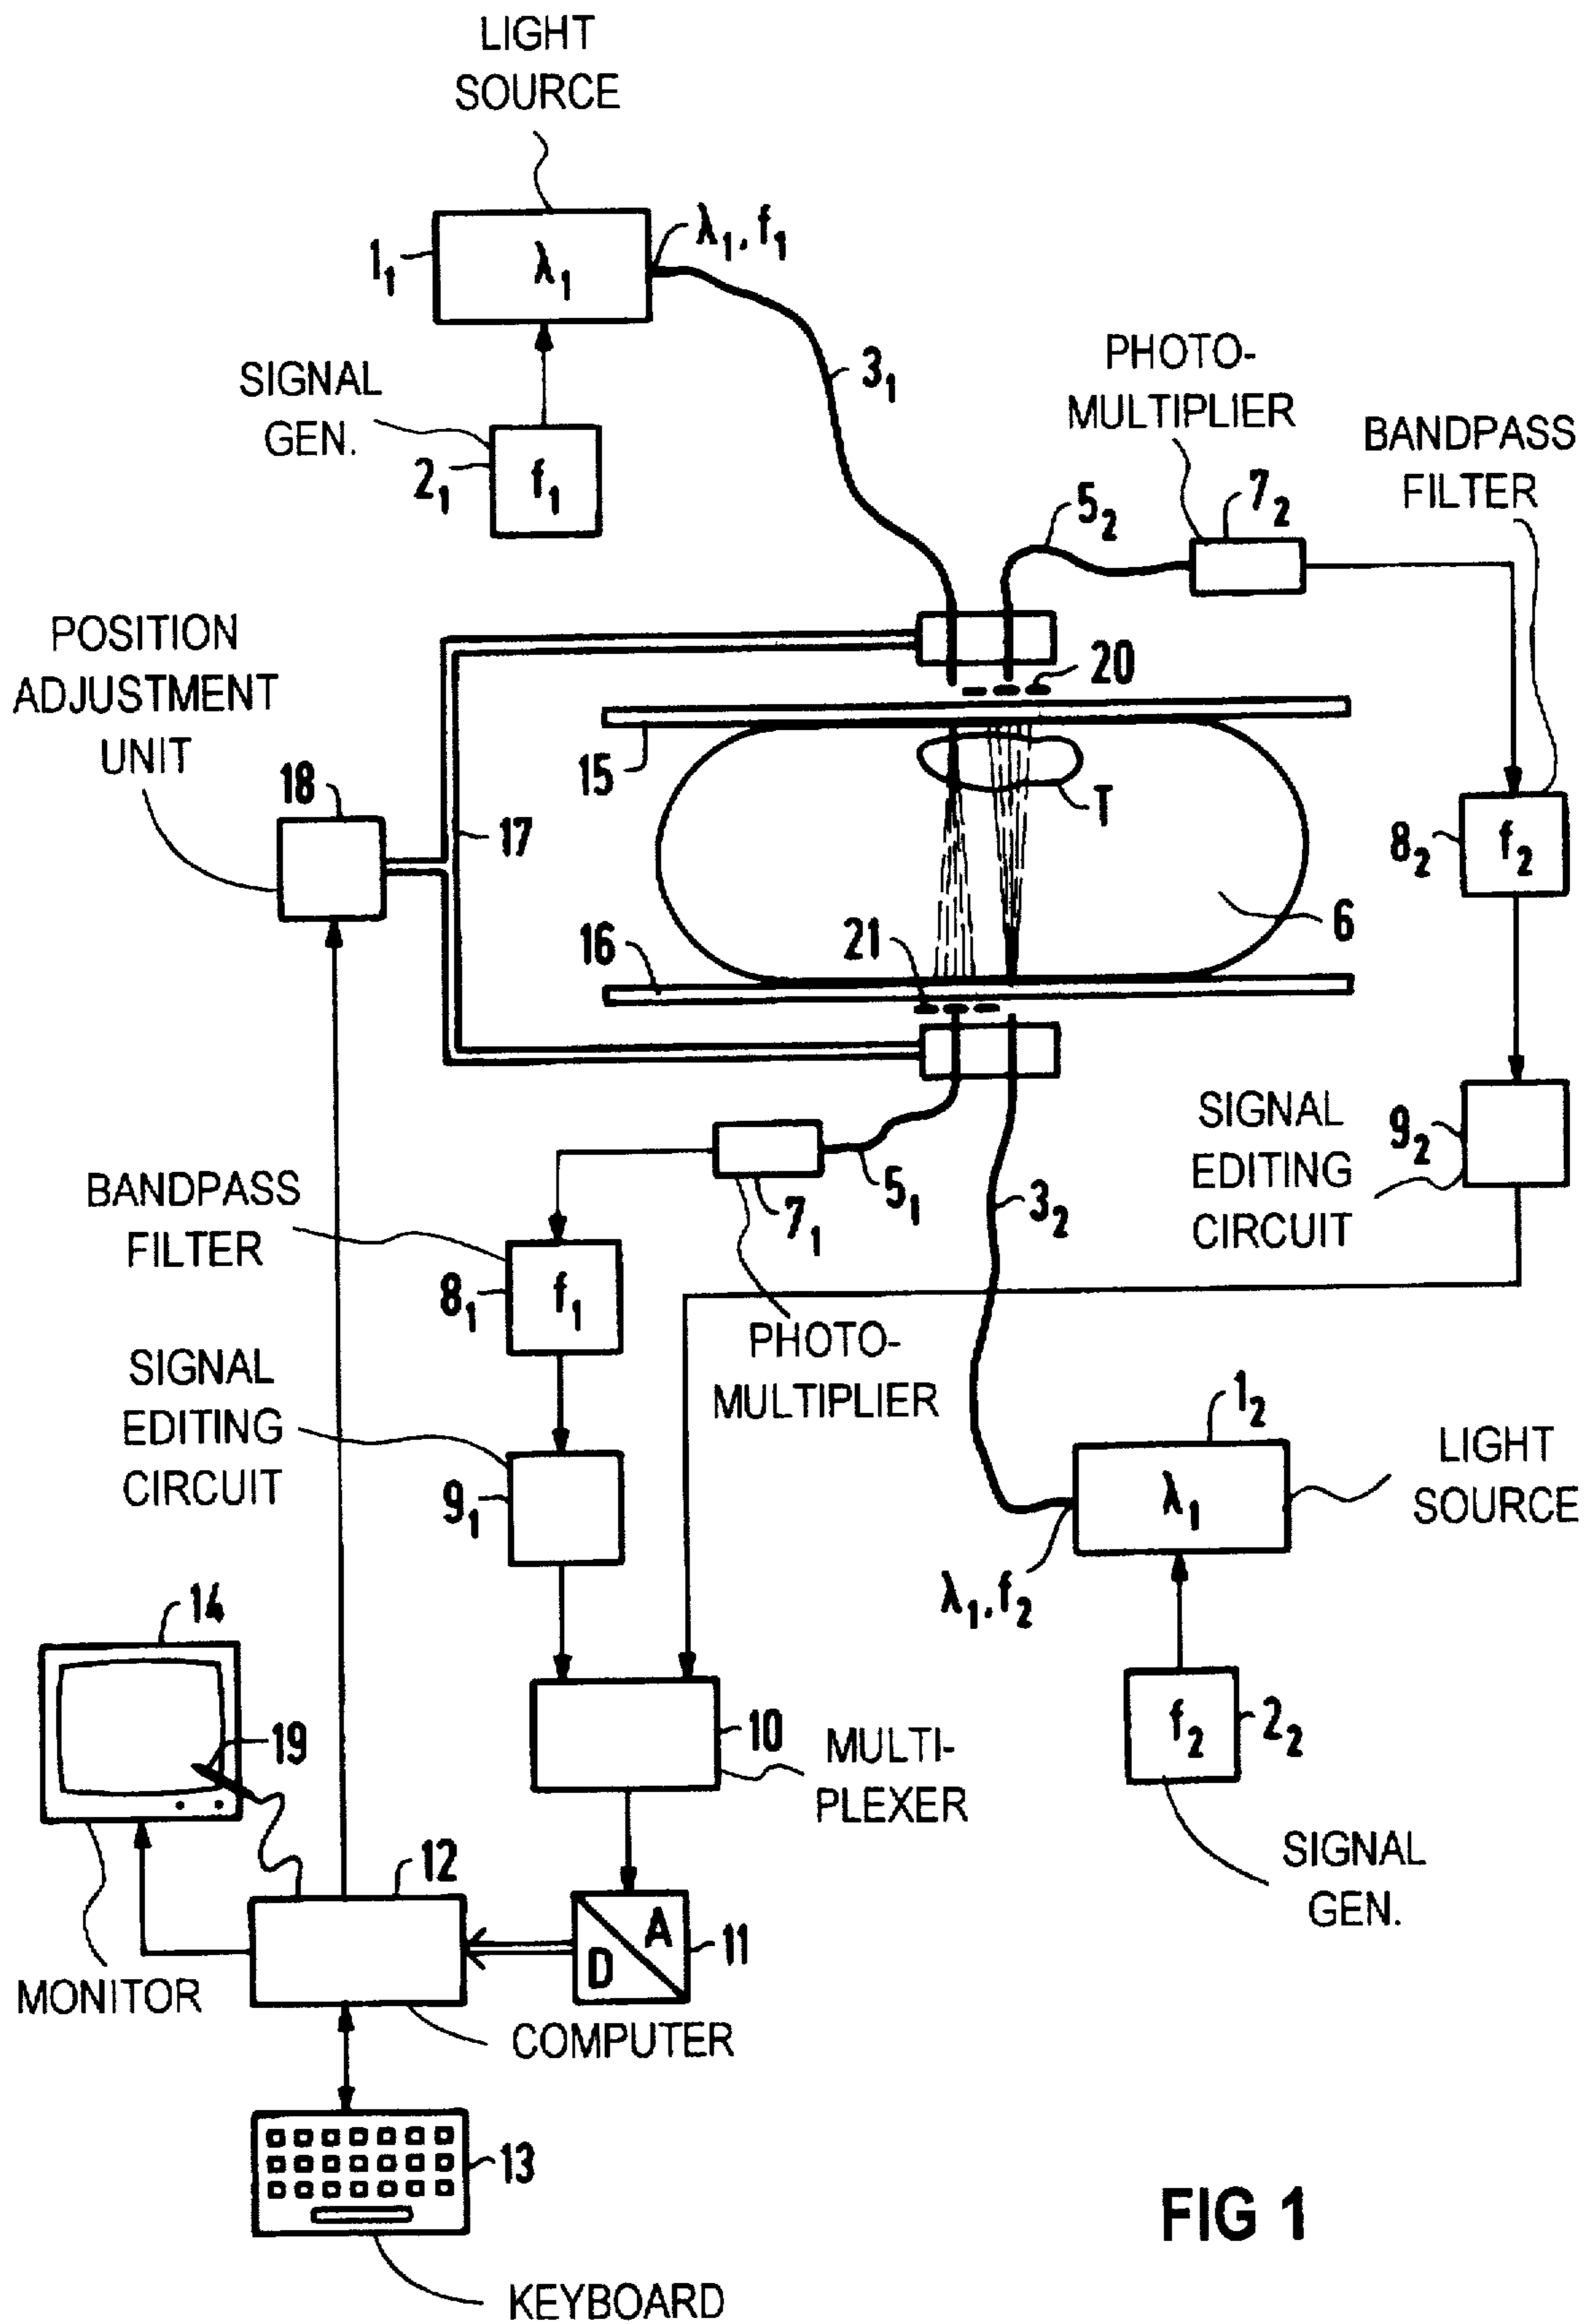 LIGHT
SOURCE
1₁
λ₁
λ₁, f₁
SIGNAL
GEN.
2₁
f₁
3₁
PHOTO-
MULTIPLIER
5₂
7₂
BANDPASS
FILTER
POSITION
ADJUSTMENT
UNIT
18
17
20
15
T
8₂
f₂
6
16
21
SIGNAL
EDITING
CIRCUIT
9₂
BANDPASS
FILTER
8₁
f₁
7₁
5₁
3₂
PHOTO-
MULTIPLIER
SIGNAL
EDITING
CIRCUIT
9₁
1₂
λ₁
LIGHT
SOURCE
λ₁, f₂
14
19
10
MULTI-
PLEXER
f₂
2₂
SIGNAL
GEN.
12
A
D
11
MONITOR
COMPUTER
13
KEYBOARD
FIG 1